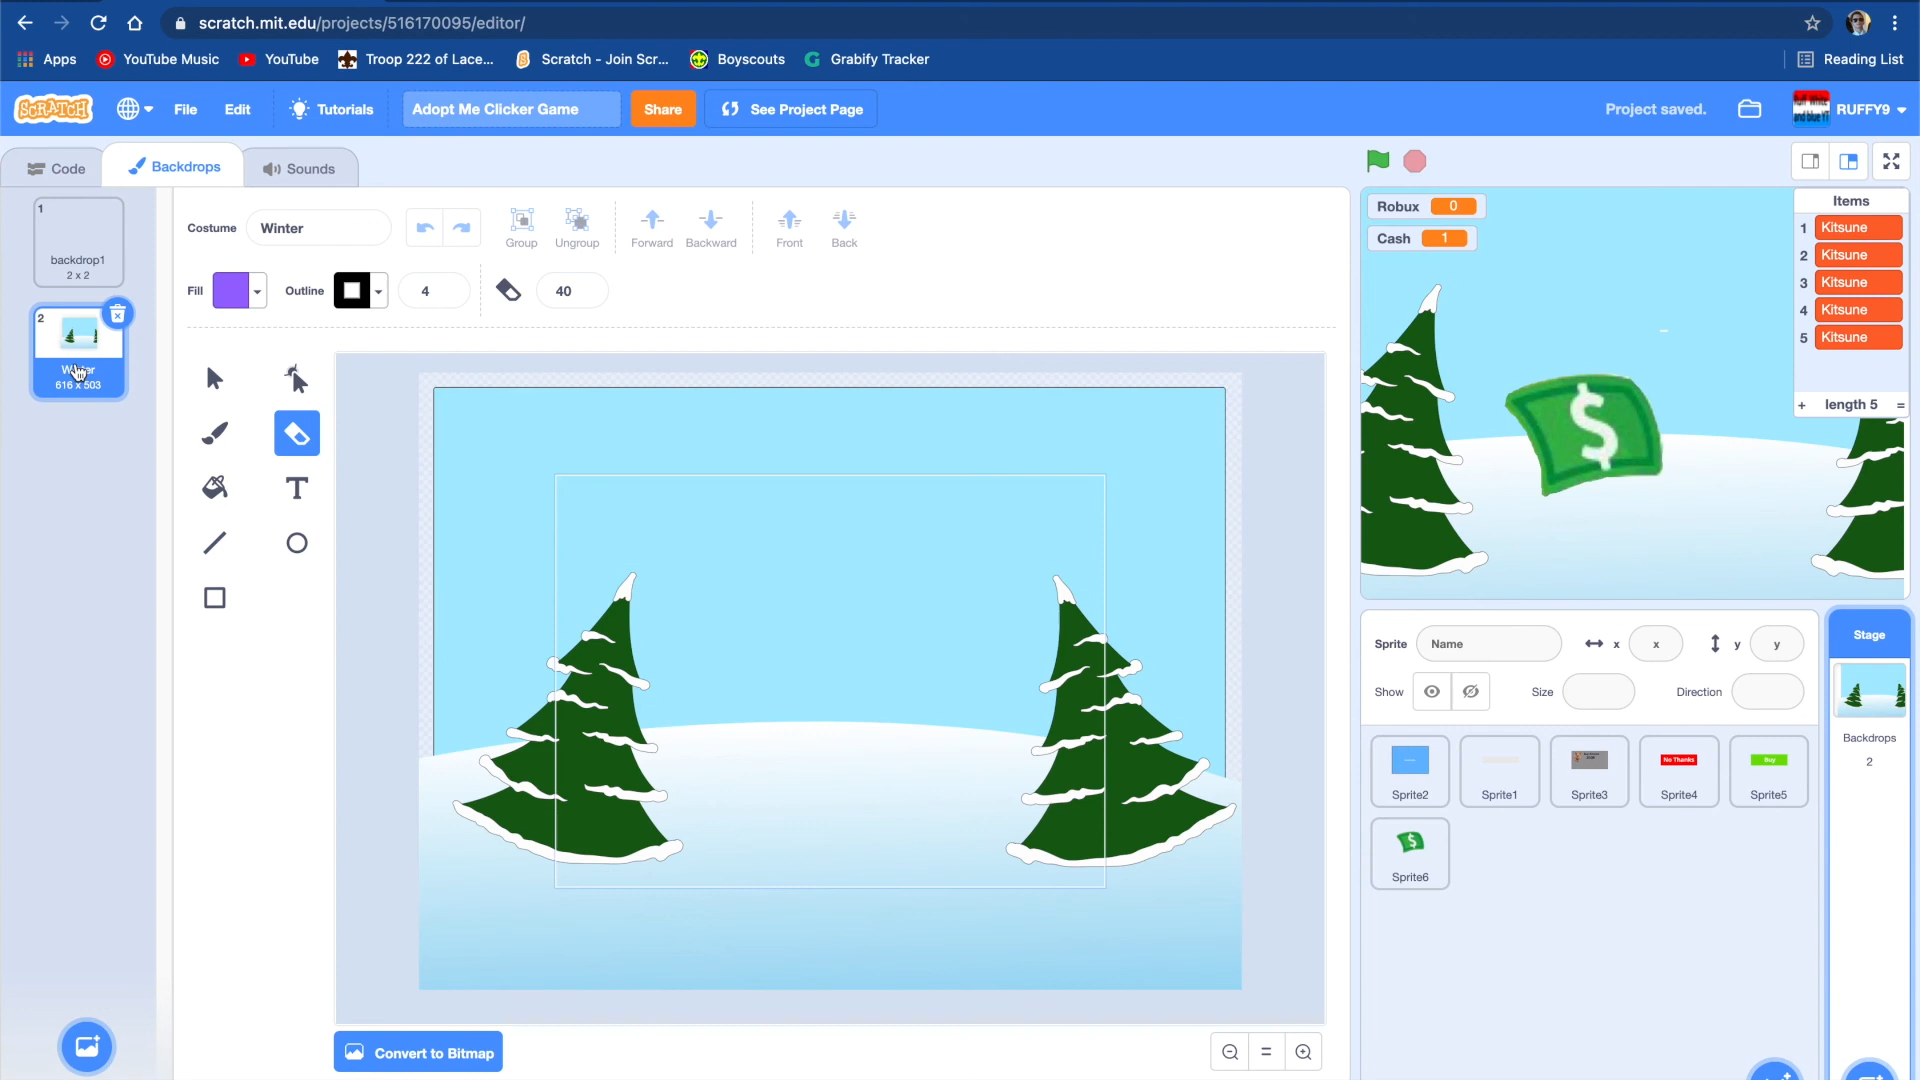 scratch.mit.edu/projects/516170095/editor/
Apps
YouTube Music
YouTube
Troop 222 of Lace...
Scratch - Join Scr...
Boyscouts
Grabify Tracker
Reading List
SCRATCH
File
Edit
Tutorials
Adopt Me Clicker Game
Share
See Project Page
Project saved.
RUFFY9
Code
Backdrops
Sounds
1
backdrop1
2 x 2
2
616 x 503
Costume
Winter
Group
Ungroup
Forward
Backward
Front
Back
Fill
Outline
4
40
T
Convert to Bitmap
Robux 0
Cash 1
Items
1 Kitsune
2 Kitsune
3 Kitsune
4 Kitsune
5 Kitsune
+ length 5 =
$
Sprite
Name
x
x
y
y
Show
Size
Direction
Sprite2
Sprite1
Sprite3
No Thanks
Sprite4
Buy
Sprite5
$
Sprite6
Stage
Backdrops
2